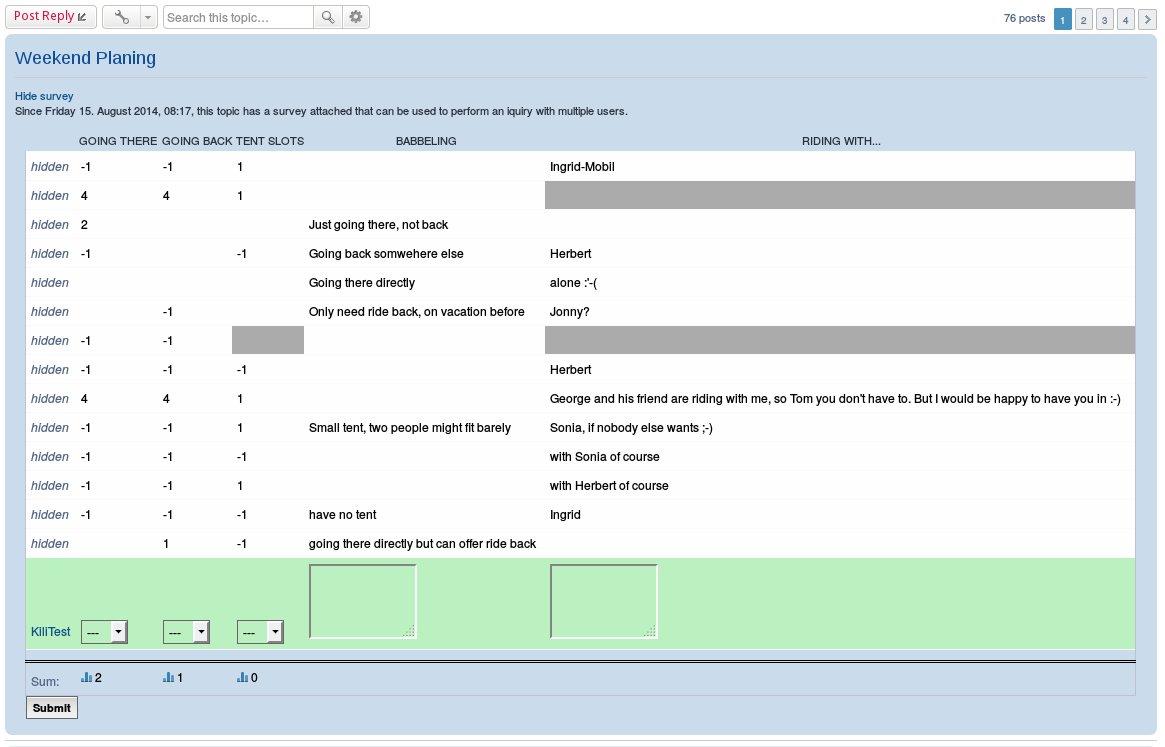 Post Reply Search this topic... 76 posts 1 2 3 4
Weekend Planing
Hide survey
Since Friday 15. August 2014, 08:17, this topic has a survey attached that can be used to perform an iquiry with multiple users.
GOING THERE GOING BACK TENT SLOTS BABBELING RIDING WITH...
hidden -1 -1 1 Ingrid-Mobil
hidden 4 4 1
hidden 2 Just going there, not back
hidden -1 -1 Going back somwehere else Herbert
hidden Going there directly alone :'-(
hidden -1 Only need ride back, on vacation before Jonny?
hidden -1 -1
hidden -1 -1 -1 Herbert
hidden 4 4 1 George and his friend are riding with me, so Tom you don't have to. But I would be happy to have you in :-)
hidden -1 -1 1 Small tent, two people might fit barely Sonia, if nobody else wants ;-)
hidden -1 -1 -1 with Sonia of course
hidden -1 -1 1 with Herbert of course
hidden -1 -1 -1 have no tent Ingrid
hidden 1 -1 going there directly but can offer ride back
KillTest --- --- ---
Sum: 2 1 0
Submit